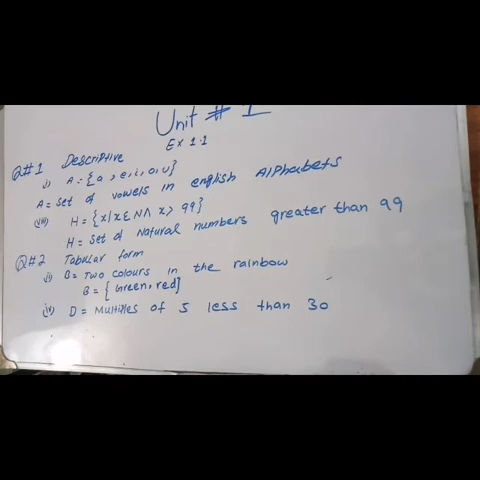 Unit # 1
EX 1.1
Q#1 Descriptive
i) A = {a, e, i, o, u}
A = Set of vowels in english AlPhabets
viii) H = {x|x ε N ∧ x > 99}
H = Set of Natural numbers greater than 99
Q#2 Tabular form
ii) B = Two colours in the rainbow
B = {Green, red}
iv) D = Multiples of 5 less than 30